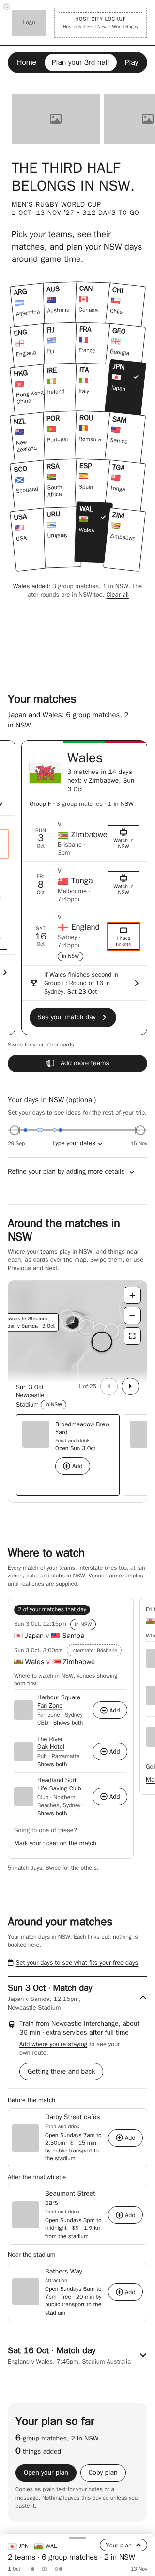 Logo
HOST CITY LOCKUP
Host city + Feel New + World Rugby
Home
Plan your 3rd half
Play
THE THIRD HALF
BELONGS IN NSW.
MEN'S RUGBY WORLD CUP
1 OCT–13 NOV '27 • 312 DAYS TO GO
Pick your teams, see their
matches, and plan your NSW days
around game time.
ARG
Argentina
AUS
Australia
CAN
Canada
CHI
Chile
ENG
England
FIJ
Fiji
FRA
France
GEO
Georgia
HKG
Hong Kong
China
IRE
Ireland
ITA
Italy
JPN
Japan
NZL
New
Zealand
POR
Portugal
ROU
Romania
SAM
Samoa
SCO
Scotland
RSA
South
Africa
ESP
Spain
TGA
Tonga
USA
USA
URU
Uruguay
WAL
Wales
ZIM
Zimbabwe
Wales added: 3 group matches, 1 in NSW. The
later rounds are in NSW too. Clear all
Your matches
Japan and Wales: 6 group matches, 2
in NSW.
Wales
3 matches in 14 days ·
next: v Zimbabwe, Sun
3 Oct
Group F · 3 group matches · 1 in NSW
SUN
3
Oct
v
Zimbabwe
Brisbane ·
3pm
Watch in
NSW
FRI
8
Oct
v
Tonga
Melbourne ·
7:45pm
Watch in
NSW
SAT
16
Oct
v
England
Sydney ·
7:45pm
In NSW
I have
tickets
If Wales finishes second in
Group F: Round of 16 in
Sydney, Sat 23 Oct
See your match day
Swipe for your other cards.
Add more teams
Your days in NSW (optional)
Set your days to see ideas for the rest of your trip.
29 Sep
Type your dates
15 Nov
Refine your plan by adding more details
Around the matches in
NSW
Where your teams play in NSW, and things near
each, as cards over the map. Swipe them, or use
Previous and Next.
Sun 3 Oct ·
Newcastle
Stadium
In NSW
1 of 25
Broadmeadow Brew
Yard
Food and drink
Open Sun 3 Oct
Add
Where to watch
Every match of yours, interstate ones too, at fan
zones, pubs and clubs in NSW. Venues are examples
until real ones are supplied.
2 of your matches that day
Sun 3 Oct, 12:15pm
In NSW
Japan v Samoa
Sun 3 Oct, 3:00pm
Interstate: Brisbane
Wales v Zimbabwe
Where to watch in NSW, venues showing
both first
Harbour Square
Fan Zone
Fan zone · Sydney
CBD · Shows both
Add
The River
Oak Hotel
Pub · Parramatta ·
Shows both
Add
Headland Surf
Life Saving Club
Club · Northern
Beaches, Sydney ·
Shows both
Add
Going to one of these?
Mark your ticket on the match
5 match days. Swipe for the others.
Around your matches
Your match days in NSW. Each links out; nothing is
booked here.
Set your days to see what fits your free days
Sun 3 Oct · Match day
Japan v Samoa, 12:15pm,
Newcastle Stadium
Train from Newcastle Interchange, about
36 min · extra services after full time
Add where you're staying to see your
own route.
Getting there and back
Before the match
Darby Street cafés
Food and drink
Open Sundays 7am to
2:30pm · $ · 15 min
by public transport to
the stadium
Add
After the final whistle
Beaumont Street
bars
Food and drink
Open Sundays 3pm to
midnight · $$ · 1.9 km
from the stadium
Add
Near the stadium
Bathers Way
Attraction
Open Sundays 6am to
7pm · free · 20 min by
public transport to the
stadium
Add
Sat 16 Oct · Match day
England v Wales, 7:45pm, Stadium Australia
Your plan so far
6 group matches, 2 in NSW
0 things added
Open your plan
Copy plan
Copies as plain text for your notes or a
message. Nothing leaves this device unless you
paste it.
JPN
WAL
Your plan
2 teams · 6 group matches · 2 in NSW
1 Oct
13 Nov